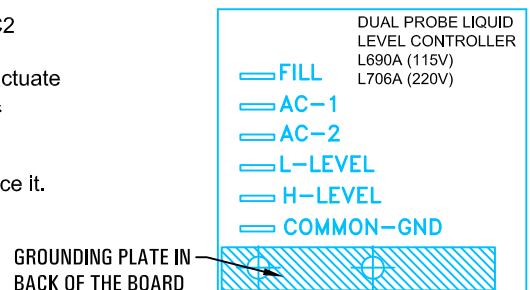 C2
ctuate
ce it.
DUAL PROBE LIQUID
LEVEL CONTROLLER
L690A (115V)
L706A (220V)
FILL
AC-1
AC-2
L-LEVEL
H-LEVEL
COMMON-GND
GROUNDING PLATE IN
BACK OF THE BOARD